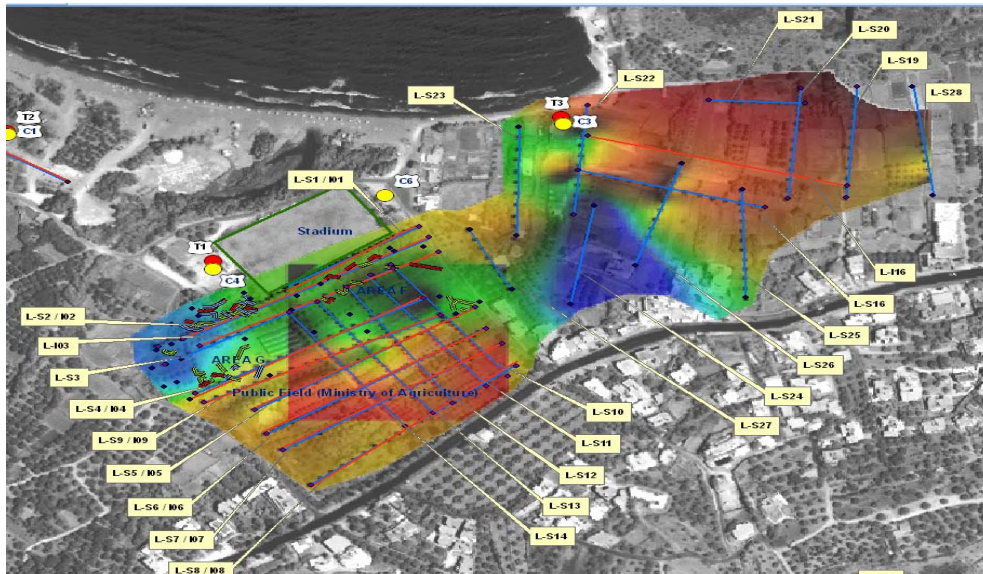 L-S21
L-S20
L-S22
L-S19
L-S23
L-S28
T3
T2
C3
C1
L-S1 / I01
C6
Stadium
T1
L-I16
C4
AREA F
L-S16
L-S2 / I02
L-S25
L-I03
AREA G
L-S26
L-S3
Public Field (Ministry of Agriculture)
L-S24
L-S4 / I04
L-S10
L-S27
L-S9 / I09
L-S11
L-S5 / I05
L-S12
L-S6 / I06
L-S13
L-S14
L-S7 / I07
L-S8 / I08